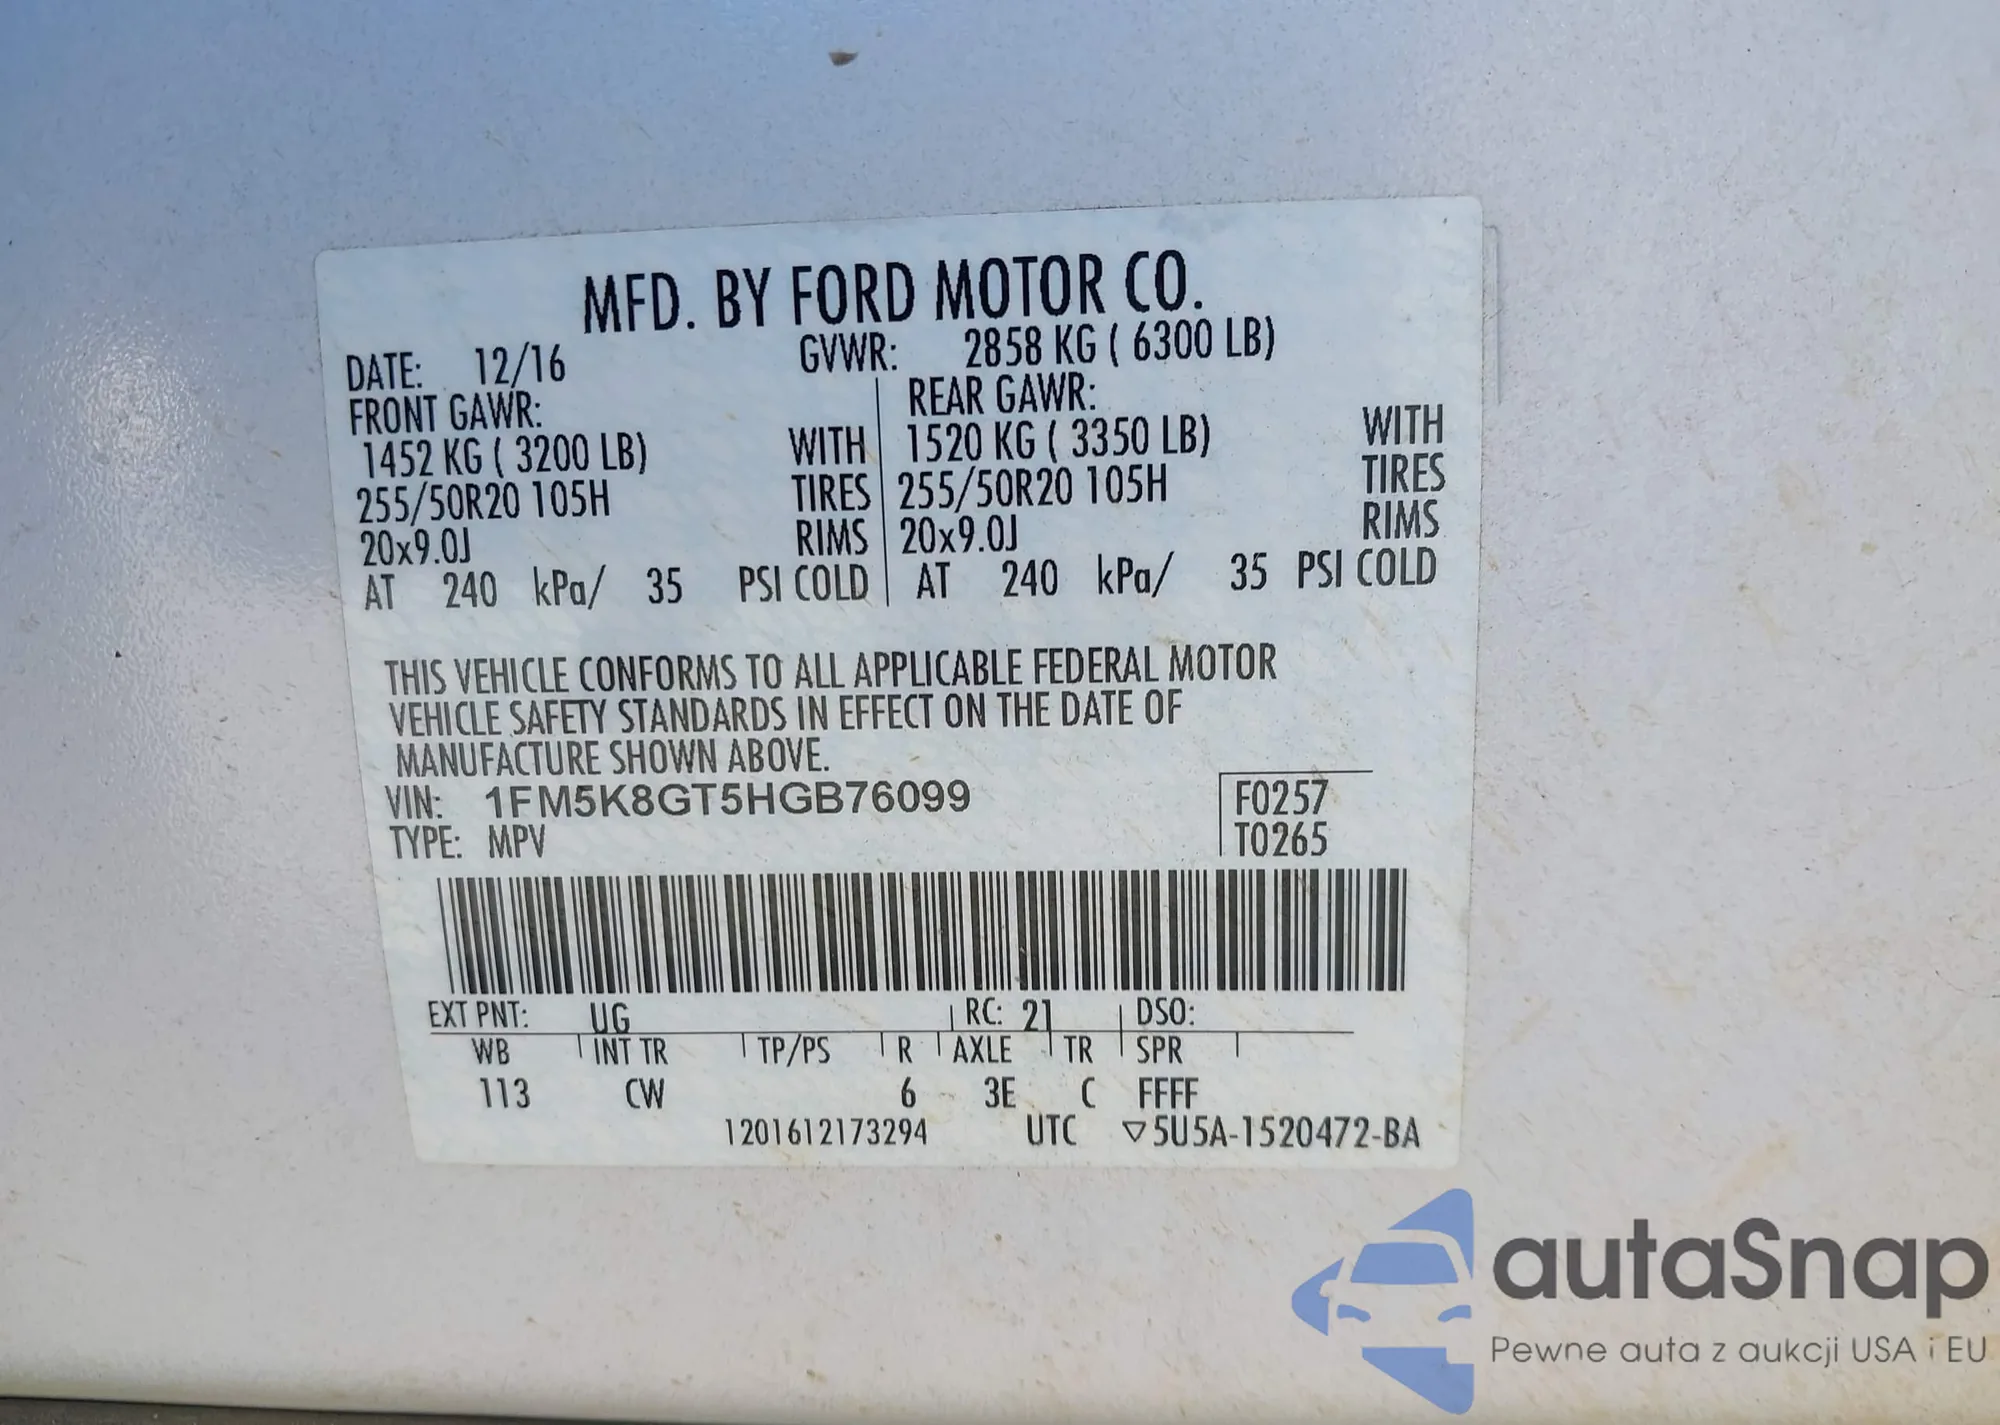 MFD. BY FORD MOTOR CO.
DATE: 12/16 GVWR: 2858 KG ( 6300 LB)
FRONT GAWR: REAR GAWR:
1452 KG ( 3200 LB) WITH 1520 KG ( 3350 LB) WITH
255/50R20 105H TIRES 255/50R20 105H TIRES
20x9.0J RIMS 20x9.0J RIMS
AT 240 kPa/ 35 PSI COLD AT 240 kPa/ 35 PSI COLD
THIS VEHICLE CONFORMS TO ALL APPLICABLE FEDERAL MOTOR
VEHICLE SAFETY STANDARDS IN EFFECT ON THE DATE OF
MANUFACTURE SHOWN ABOVE.
VIN: 1FM5K8GT5HGB76099 F0257
TYPE: MPV T0265
EXT PNT: UG RC: 21 DSO:
WB INT TR TP/PS R AXLE TR SPR
113 CW 6 3E C FFFF
1201612173294 UTC ▽5U5A-1520472-BA
autaSnap
Pewne auta z aukcji USA i EU